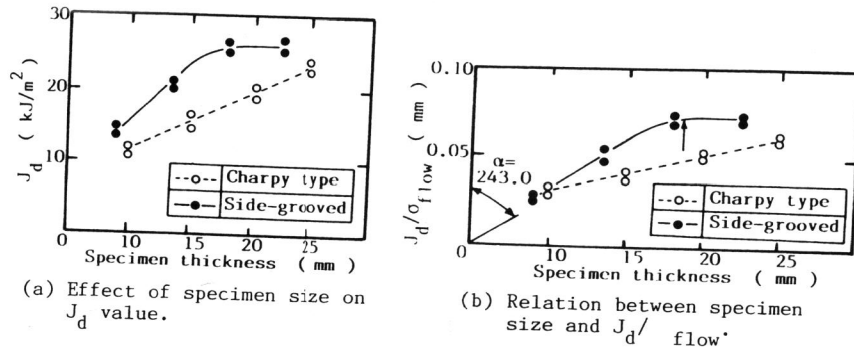 30
20
10
0
J_d ( kJ/m² )
10
15
20
25
Specimen thickness ( mm )
Charpy type
Side-grooved
(a) Effect of specimen size on
J_d value.
0.10
0.05
0
J_d/σ_flow ( mm )
α=
243.0
10
15
20
25
Specimen thickness ( mm )
Charpy type
Side-grooved
(b) Relation between specimen
size and J_d/ flow.